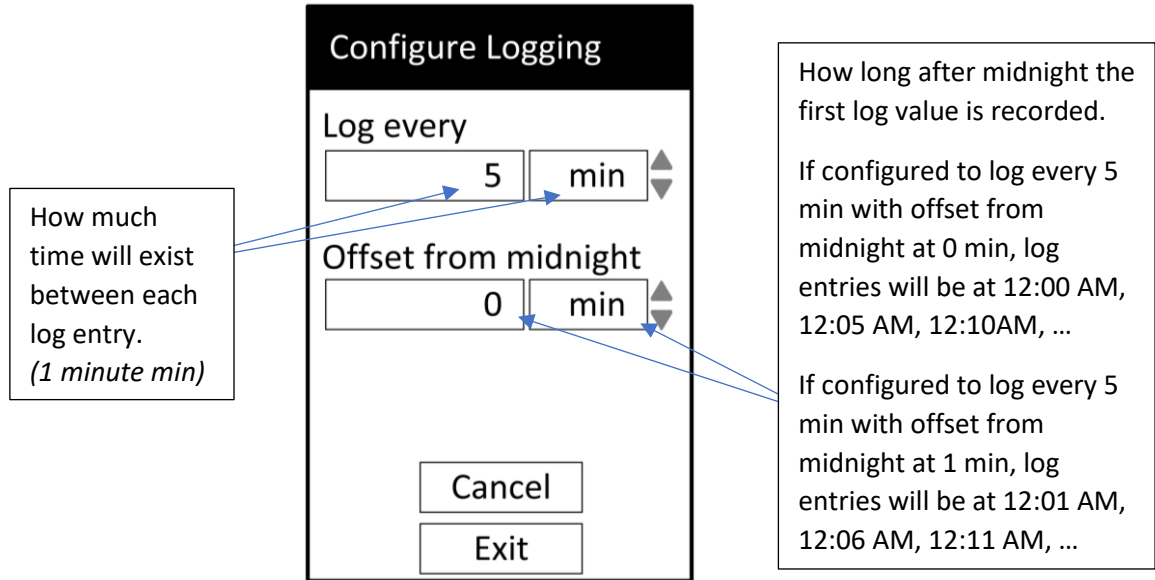 Configure Logging
Log every
5 min
Offset from midnight
0 min
Cancel
Exit
How much
time will exist
between each
log entry.
(1 minute min)
How long after midnight the
first log value is recorded.
If configured to log every 5
min with offset from
midnight at 0 min, log
entries will be at 12:00 AM,
12:05 AM, 12:10AM, …
If configured to log every 5
min with offset from
midnight at 1 min, log
entries will be at 12:01 AM,
12:06 AM, 12:11 AM, …